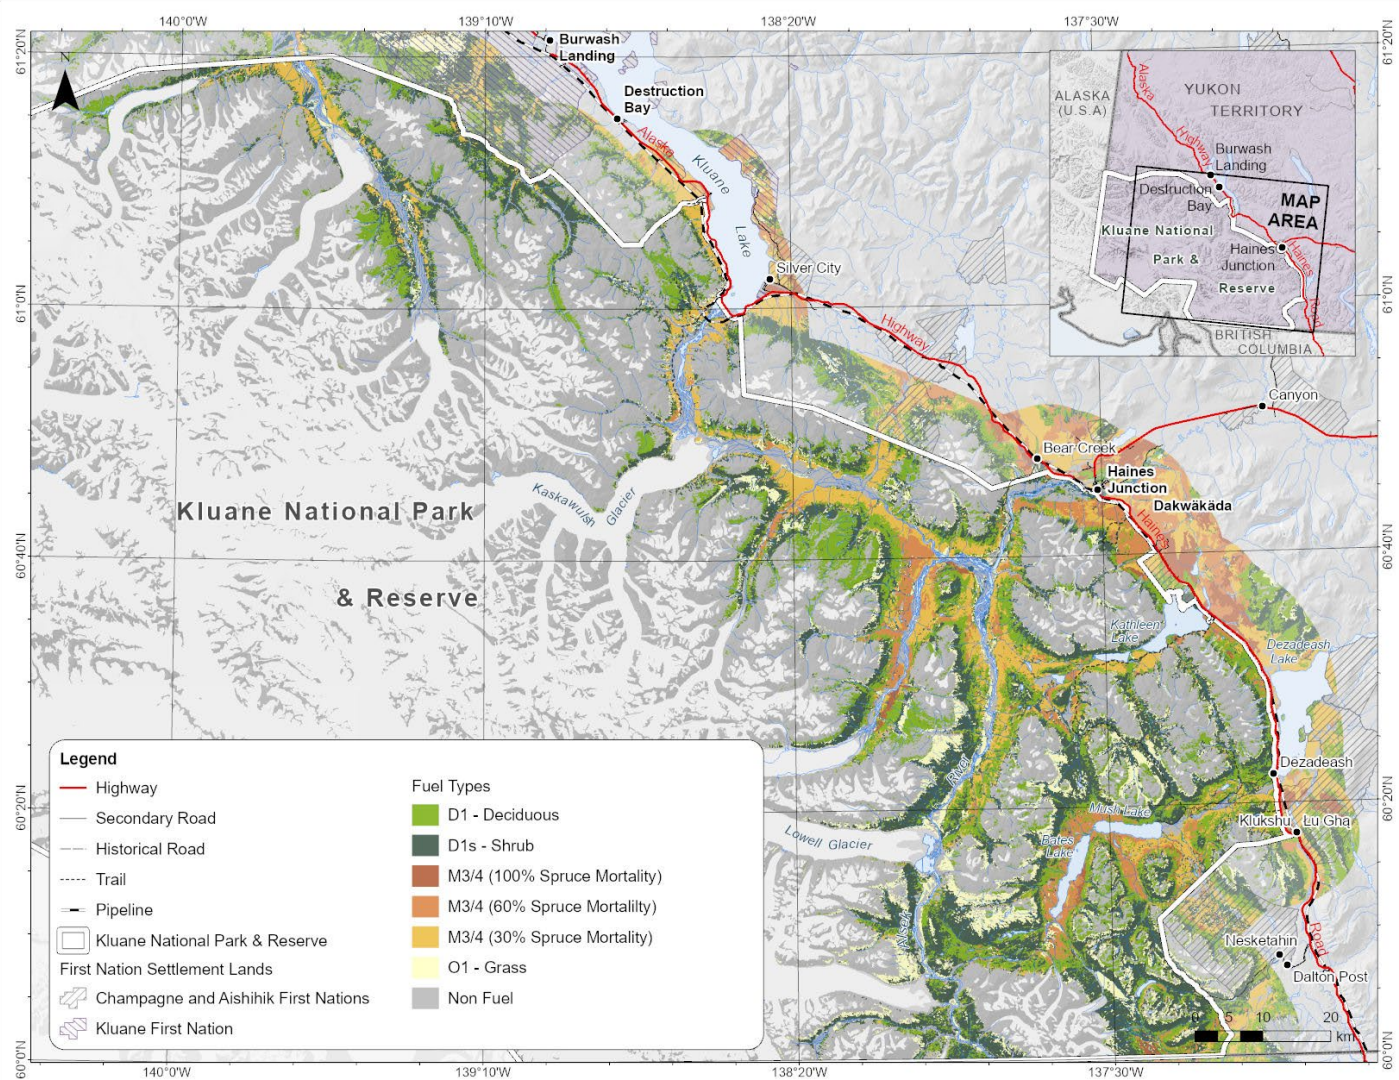 140°0'W
139°10'W
138°20'W
137°30'W
61°20'N
61°20'N
61°0'N
61°0'N
60°40'N
60°40'N
60°20'N
60°20'N
60°0'N
60°0'N
140°0'W
139°10'W
138°20'W
137°30'W
N
Burwash
Landing
Destruction
Bay
Alaska
Kluane
Lake
Silver City
Highway
Canyon
Bear Creek
Haines
Junction
Dakwäkäda
Haines
Kluane National Park
& Reserve
Kaskawulsh
Glacier
Kathleen
Lake
Dezadeash
Lake
Dezadeash
River
Mush Lake
Bates
Lake
Klukshu
Łu Ghą
Lowell Glacier
Alsek
Nesketahin
Dalton Post
Road
0 5 10 20
km
ALASKA
(U.S.A)
YUKON
TERRITORY
Alaska
Highway
Burwash
Landing
Destruction
Bay
MAP
AREA
Kluane National
Park &
Reserve
Haines
Junction
Haines
Road
BRITISH
COLUMBIA
Legend
Highway
Secondary Road
Historical Road
Trail
Pipeline
Kluane National Park & Reserve
First Nation Settlement Lands
Champagne and Aishihik First Nations
Kluane First Nation
Fuel Types
D1 - Deciduous
D1s - Shrub
M3/4 (100% Spruce Mortality)
M3/4 (60% Spruce Mortalilty)
M3/4 (30% Spruce Mortality)
O1 - Grass
Non Fuel